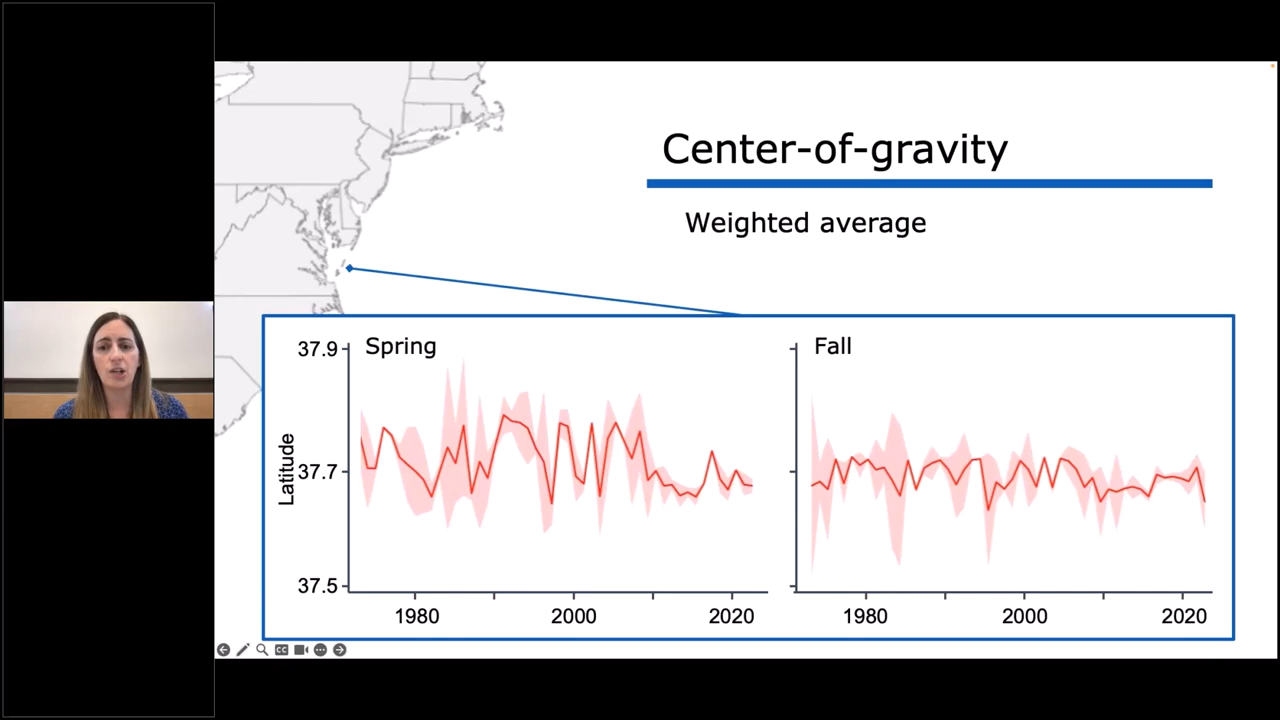 Center-of-gravity
Weighted average
Spring
Fall
37.9
37.7
37.5
Latitude
1980
2000
2020
1980
2000
2020
CC